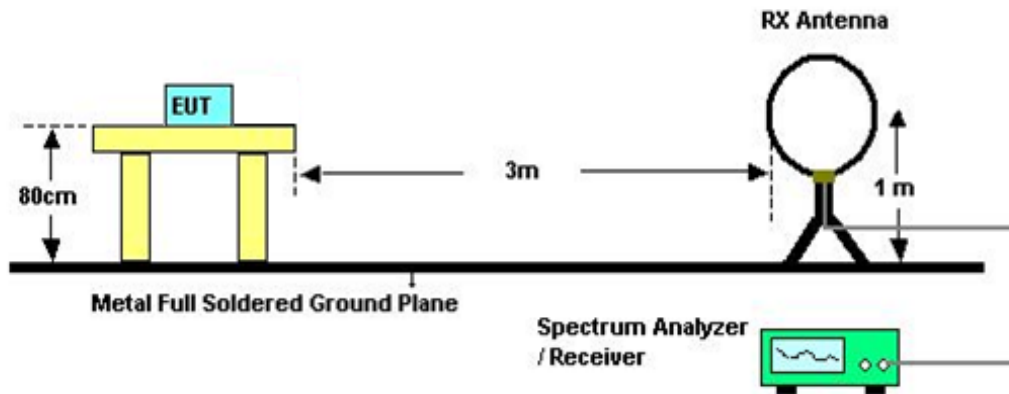 RX Antenna
EUT
3m
80cm
1 m
Metal Full Soldered Ground Plane
Spectrum Analyzer
/ Receiver